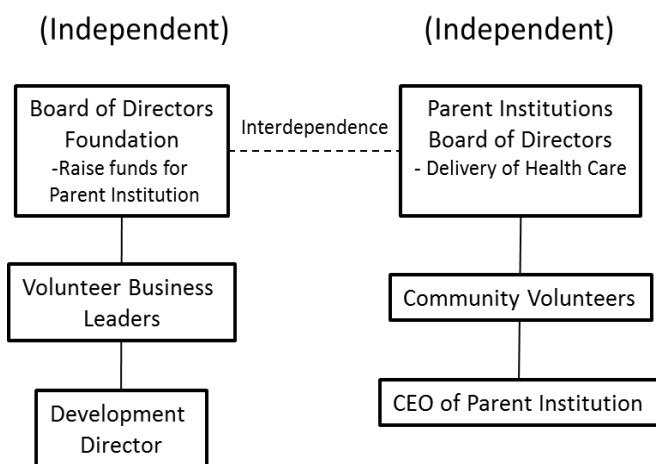 (Independent)
(Independent)
Board of Directors
Foundation
-Raise funds for
Parent Institution
Interdependence
Parent Institutions
Board of Directors
- Delivery of Health Care
Volunteer Business
Leaders
Community Volunteers
Development
Director
CEO of Parent Institution